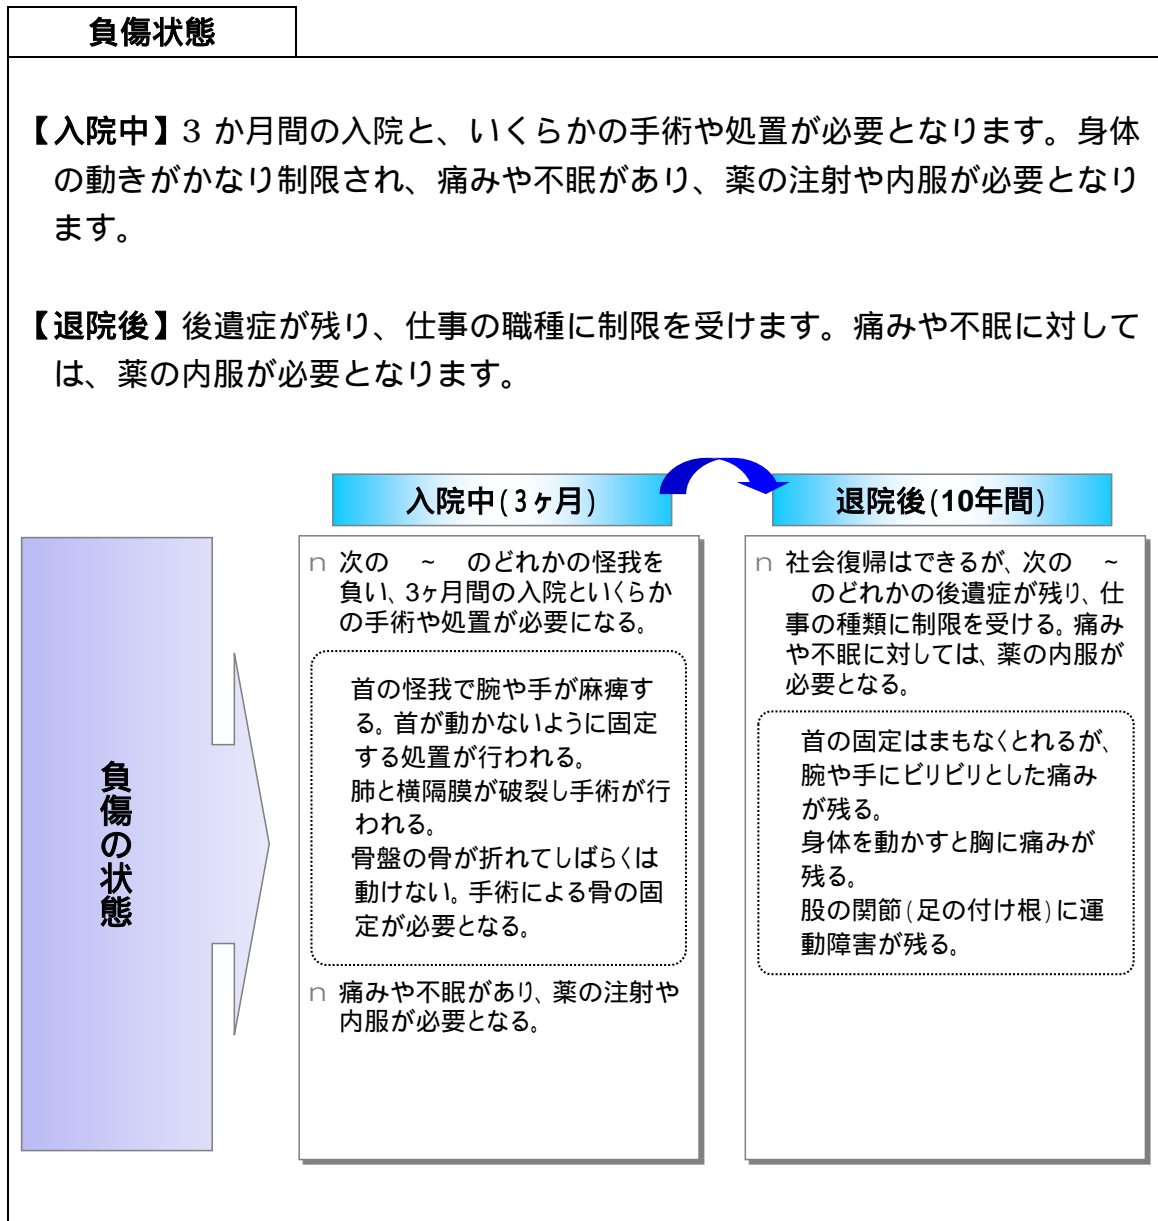 負傷状態
【入院中】3 か月間の入院と、いくらかの手術や処置が必要となります。身体
の動きがかなり制限され、痛みや不眠があり、薬の注射や内服が必要となり
ます。
【退院後】後遺症が残り、仕事の職種に制限を受けます。痛みや不眠に対して
は、薬の内服が必要となります。
入院中(3ヶ月)
退院後(10年間)
負傷の状態
n 次の ~ のどれかの怪我を
負い、3ヶ月間の入院といくらか
の手術や処置が必要になる。
首の怪我で腕や手が麻痺す
る。首が動かないように固定
する処置が行われる。
肺と横隔膜が破裂し手術が行
われる。
骨盤の骨が折れてしばらくは
動けない。手術による骨の固
定が必要となる。
n 痛みや不眠があり、薬の注射や
内服が必要となる。
n 社会復帰はできるが、次の ~
のどれかの後遺症が残り、仕
事の種類に制限を受ける。痛み
や不眠に対しては、薬の内服が
必要となる。
首の固定はまもなくとれるが、
腕や手にビリビリとした痛み
が残る。
身体を動かすと胸に痛みが
残る。
股の関節(足の付け根)に運
動障害が残る。